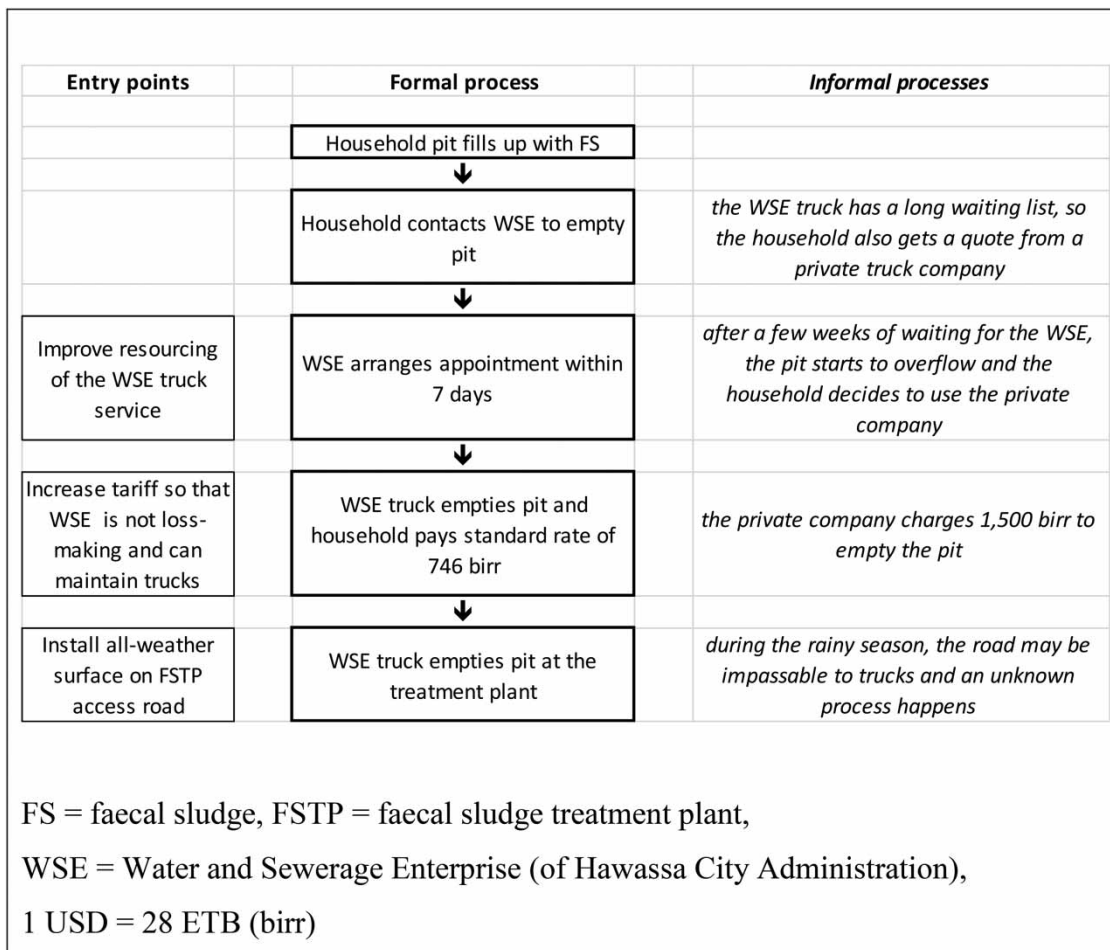 Entry points
Formal process
Informal processes
Household pit fills up with FS
Household contacts WSE to empty
pit
the WSE truck has a long waiting list, so
the household also gets a quote from a
private truck company
Improve resourcing
of the WSE truck
service
WSE arranges appointment within
7 days
after a few weeks of waiting for the WSE,
the pit starts to overflow and the
household decides to use the private
company
Increase tariff so that
WSE is not loss-
making and can
maintain trucks
WSE truck empties pit and
household pays standard rate of
746 birr
the private company charges 1,500 birr to
empty the pit
Install all-weather
surface on FSTP
access road
WSE truck empties pit at the
treatment plant
during the rainy season, the road may be
impassable to trucks and an unknown
process happens
FS = faecal sludge, FSTP = faecal sludge treatment plant,
WSE = Water and Sewerage Enterprise (of Hawassa City Administration),
1 USD = 28 ETB (birr)